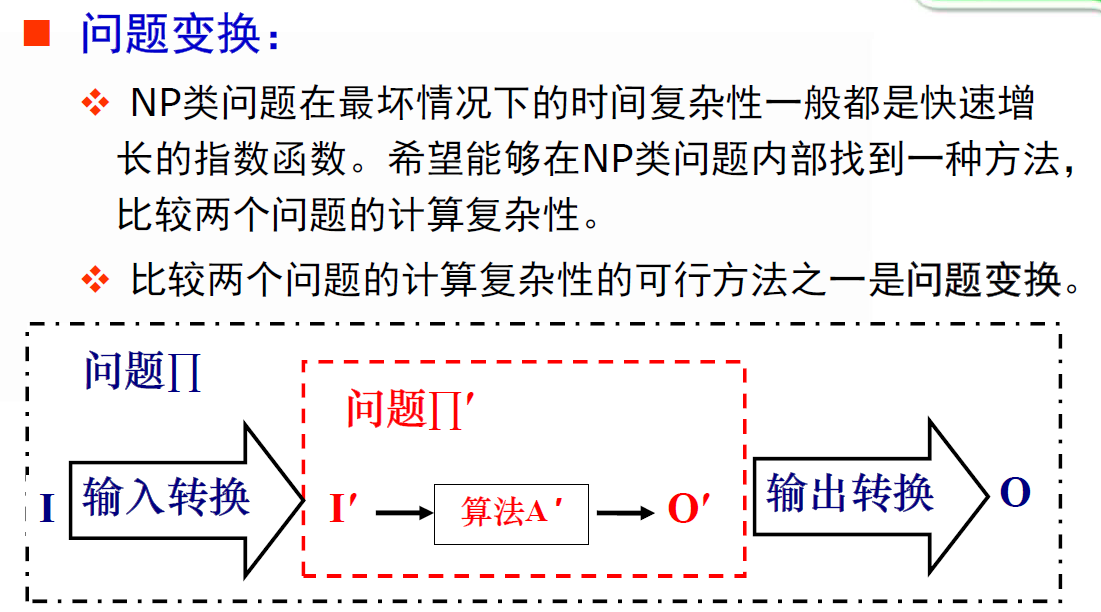 问题变换：
NP类问题在最坏情况下的时间复杂性一般都是快速增
长的指数函数。希望能够在NP类问题内部找到一种方法，
比较两个问题的计算复杂性。
比较两个问题的计算复杂性的可行方法之一是问题变换。
问题∏
问题∏′
I
输入转换
I′
算法A′
O′
输出转换
O